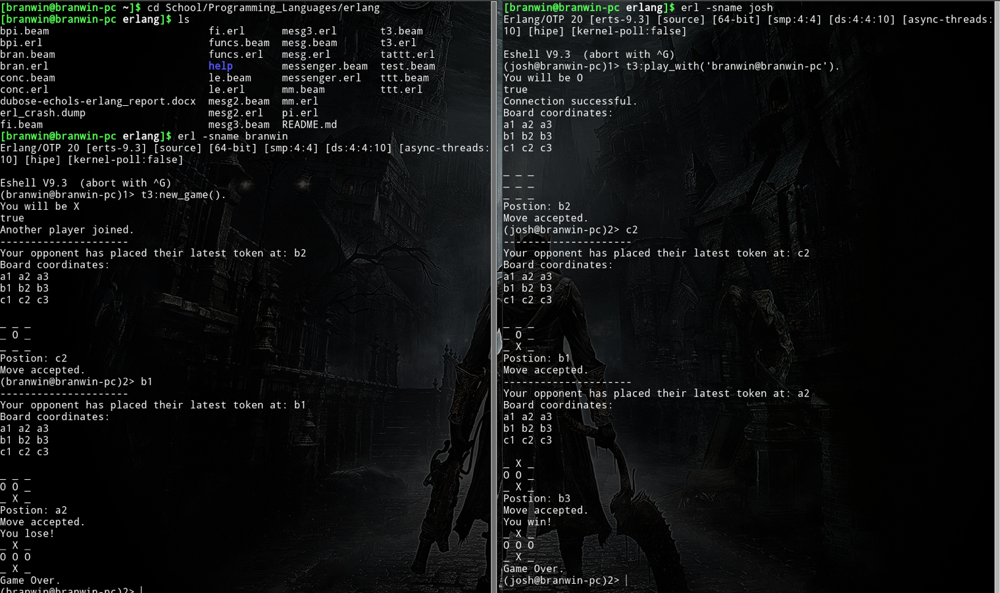 [branwin@branwin-pc ~]$ cd School/Programming_Languages/erlang
[branwin@branwin-pc erlang]$ ls
bpi.beam fi.erl mesg3.erl t3.beam
bpi.erl funcs.beam mesg.beam t3.erl
bran.beam funcs.erl mesg.erl tattt.erl
bran.erl help messenger.beam test.beam
conc.beam le.beam messenger.erl ttt.beam
conc.erl le.erl mm.beam ttt.erl
dubose-echols-erlang_report.docx mesg2.beam mm.erl
erl_crash.dump mesg2.erl pi.erl
fi.beam mesg3.beam README.md
[branwin@branwin-pc erlang]$ erl -sname branwin
Erlang/OTP 20 [erts-9.3] [source] [64-bit] [smp:4:4] [ds:4:4:10] [async-threads:
10] [hipe] [kernel-poll:false]

Eshell V9.3  (abort with ^G)
(branwin@branwin-pc)1> t3:new_game().
You will be X
true
Another player joined.
---------------------
Your opponent has placed their latest token at: b2
Board coordinates:
a1 a2 a3
b1 b2 b3
c1 c2 c3

_ _ _
_ O _
_ _ _
Postion: c2
Move accepted.
(branwin@branwin-pc)2> b1
---------------------
Your opponent has placed their latest token at: b1
Board coordinates:
a1 a2 a3
b1 b2 b3
c1 c2 c3

_ _ _
O O _
_ X _
Postion: a2
Move accepted.
You lose!
_ X _
O O O
_ X _
Game Over.
(branwin@branwin-pc)2>
[branwin@branwin-pc erlang]$ erl -sname josh
Erlang/OTP 20 [erts-9.3] [source] [64-bit] [smp:4:4] [ds:4:4:10] [async-threads:
10] [hipe] [kernel-poll:false]

Eshell V9.3  (abort with ^G)
(josh@branwin-pc)1> t3:play_with('branwin@branwin-pc').
You will be O
true
Connection successful.
Board coordinates:
a1 a2 a3
b1 b2 b3
c1 c2 c3

_ _ _
_ _ _
_ _ _
Postion: b2
Move accepted.
(josh@branwin-pc)2> c2
---------------------
Your opponent has placed their latest token at: c2
Board coordinates:
a1 a2 a3
b1 b2 b3
c1 c2 c3

_ _ _
_ O _
_ X _
Postion: b1
Move accepted.
---------------------
Your opponent has placed their latest token at: a2
Board coordinates:
a1 a2 a3
b1 b2 b3
c1 c2 c3

_ X _
O O _
_ X _
Postion: b3
Move accepted.
You win!
_ X _
O O O
_ X _
Game Over.
(josh@branwin-pc)2>